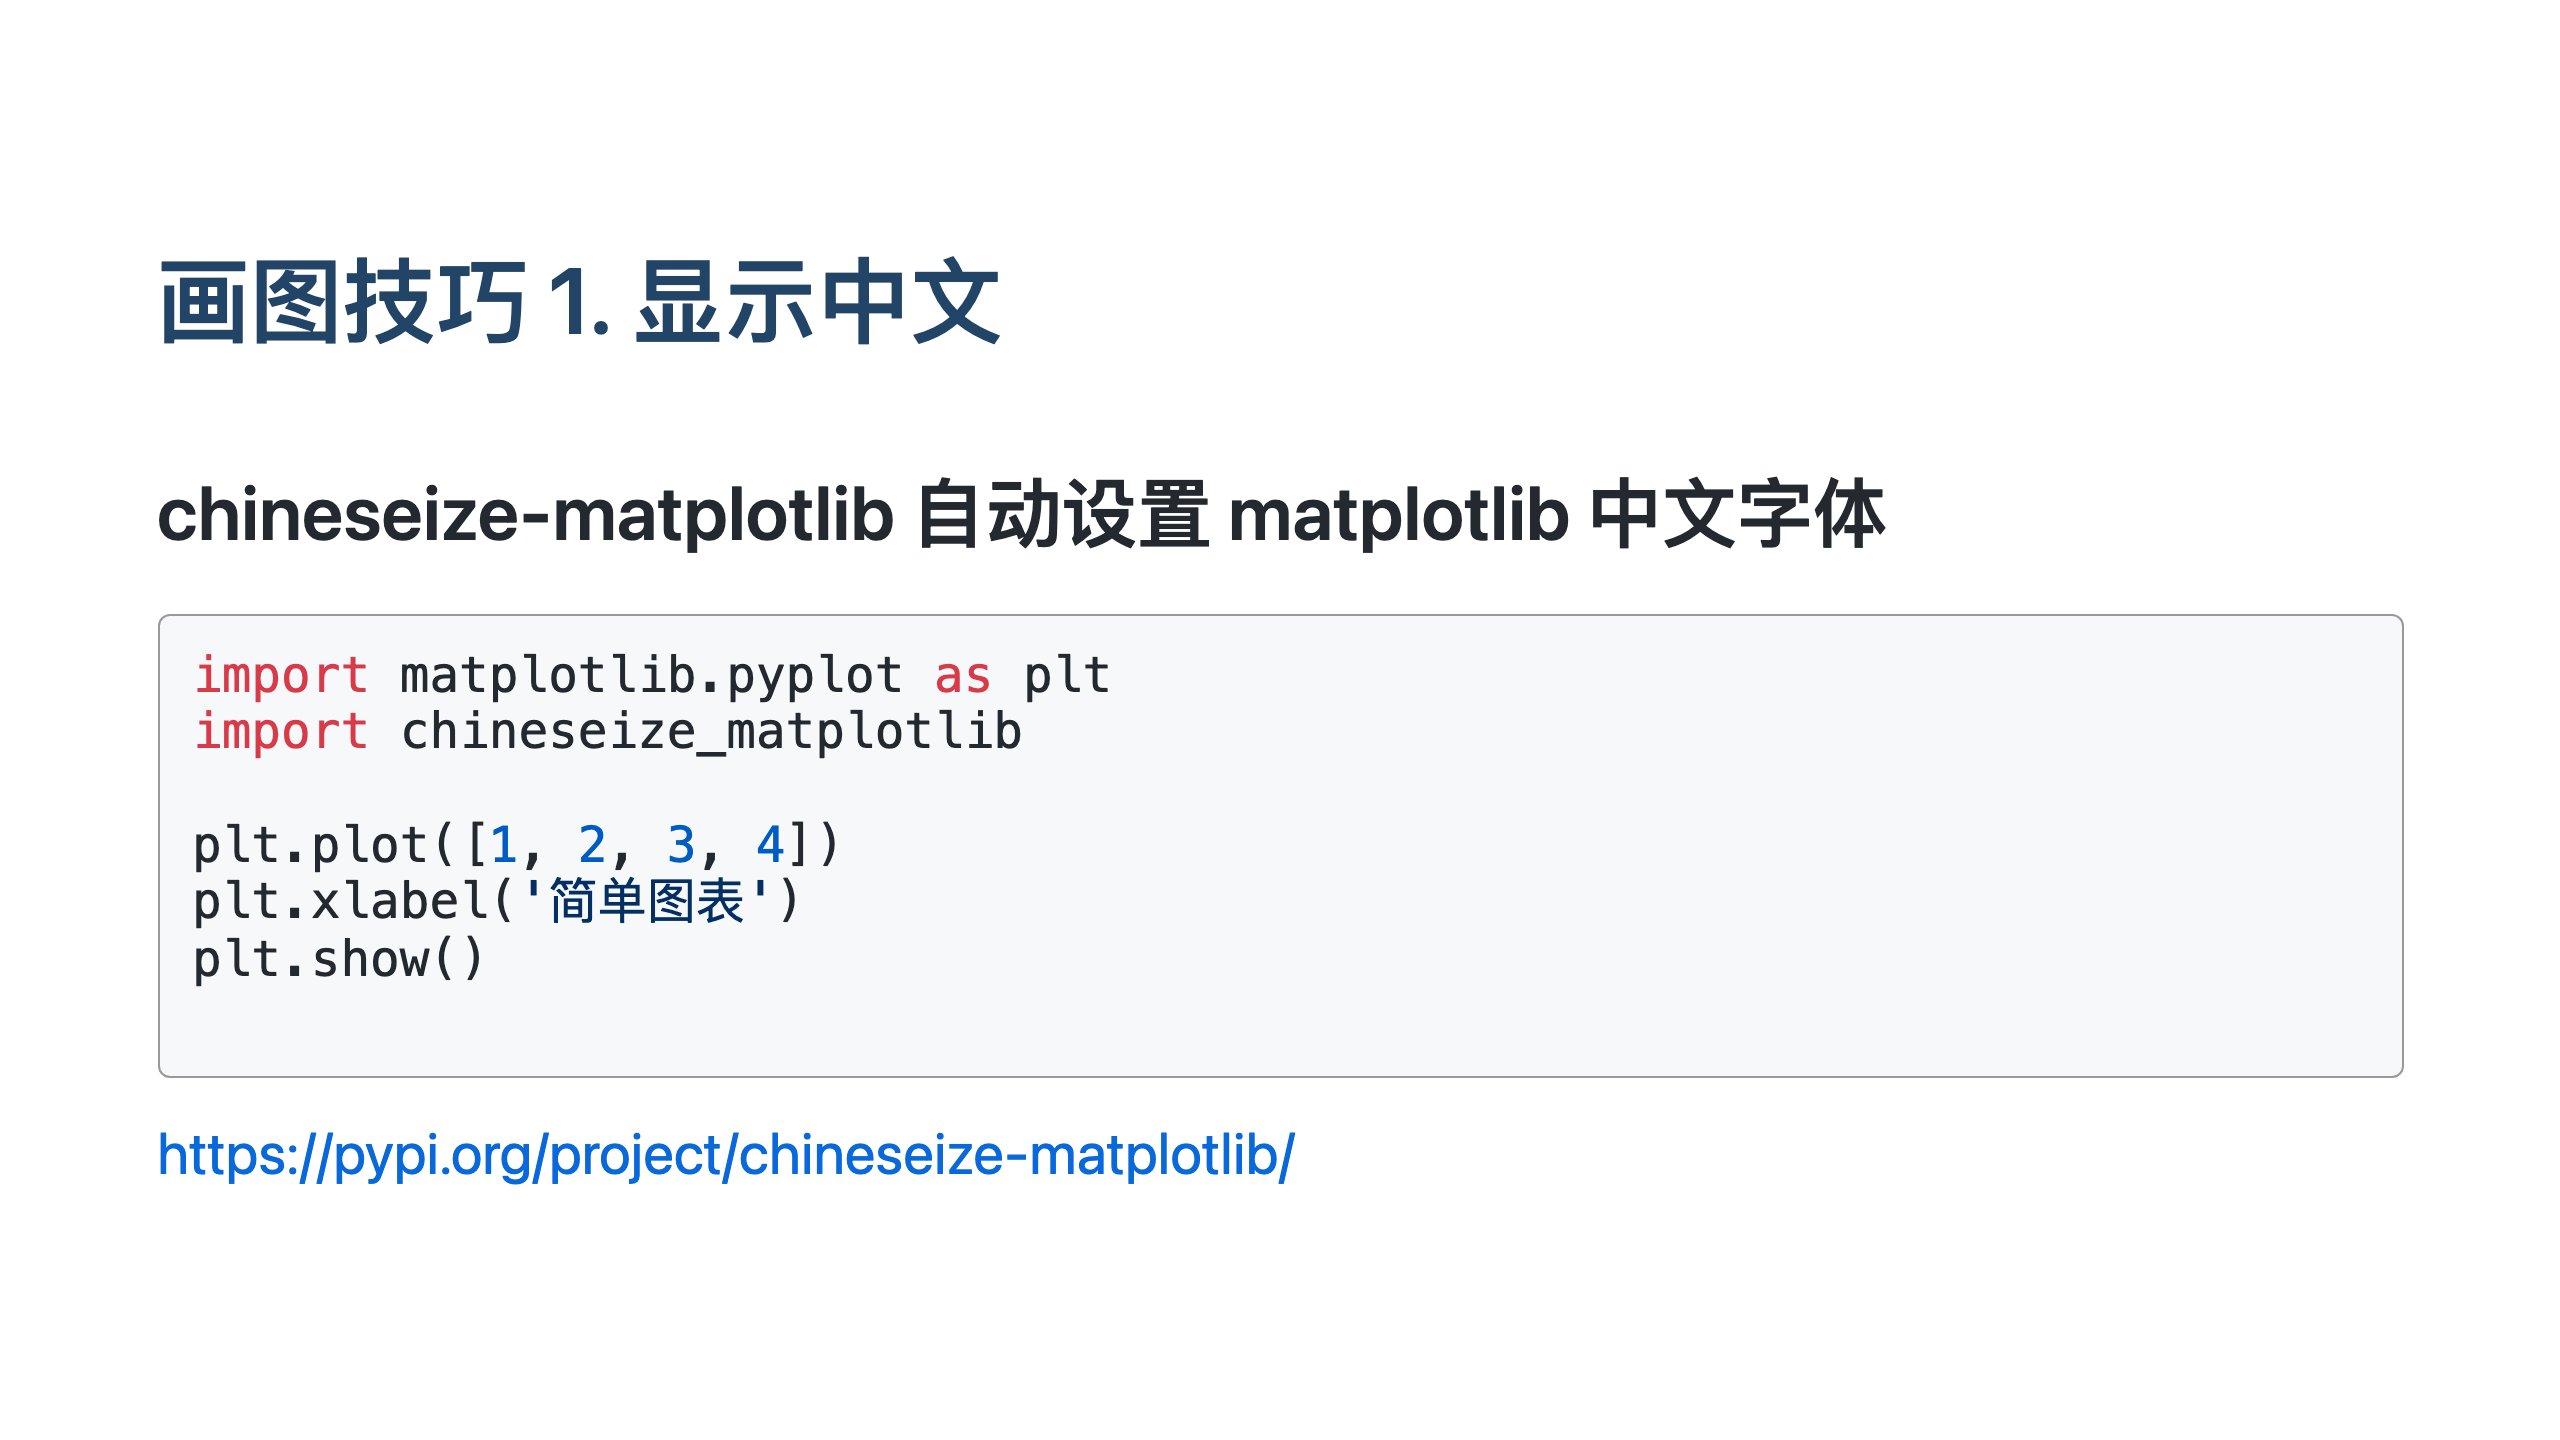 画图技巧 1. 显示中文
chineseize-matplotlib 自动设置 matplotlib 中文字体
import matplotlib.pyplot as plt
import chineseize_matplotlib
plt.plot([1, 2, 3, 4])
plt.xlabel('简单图表')
plt.show()
https://pypi.org/project/chineseize-matplotlib/